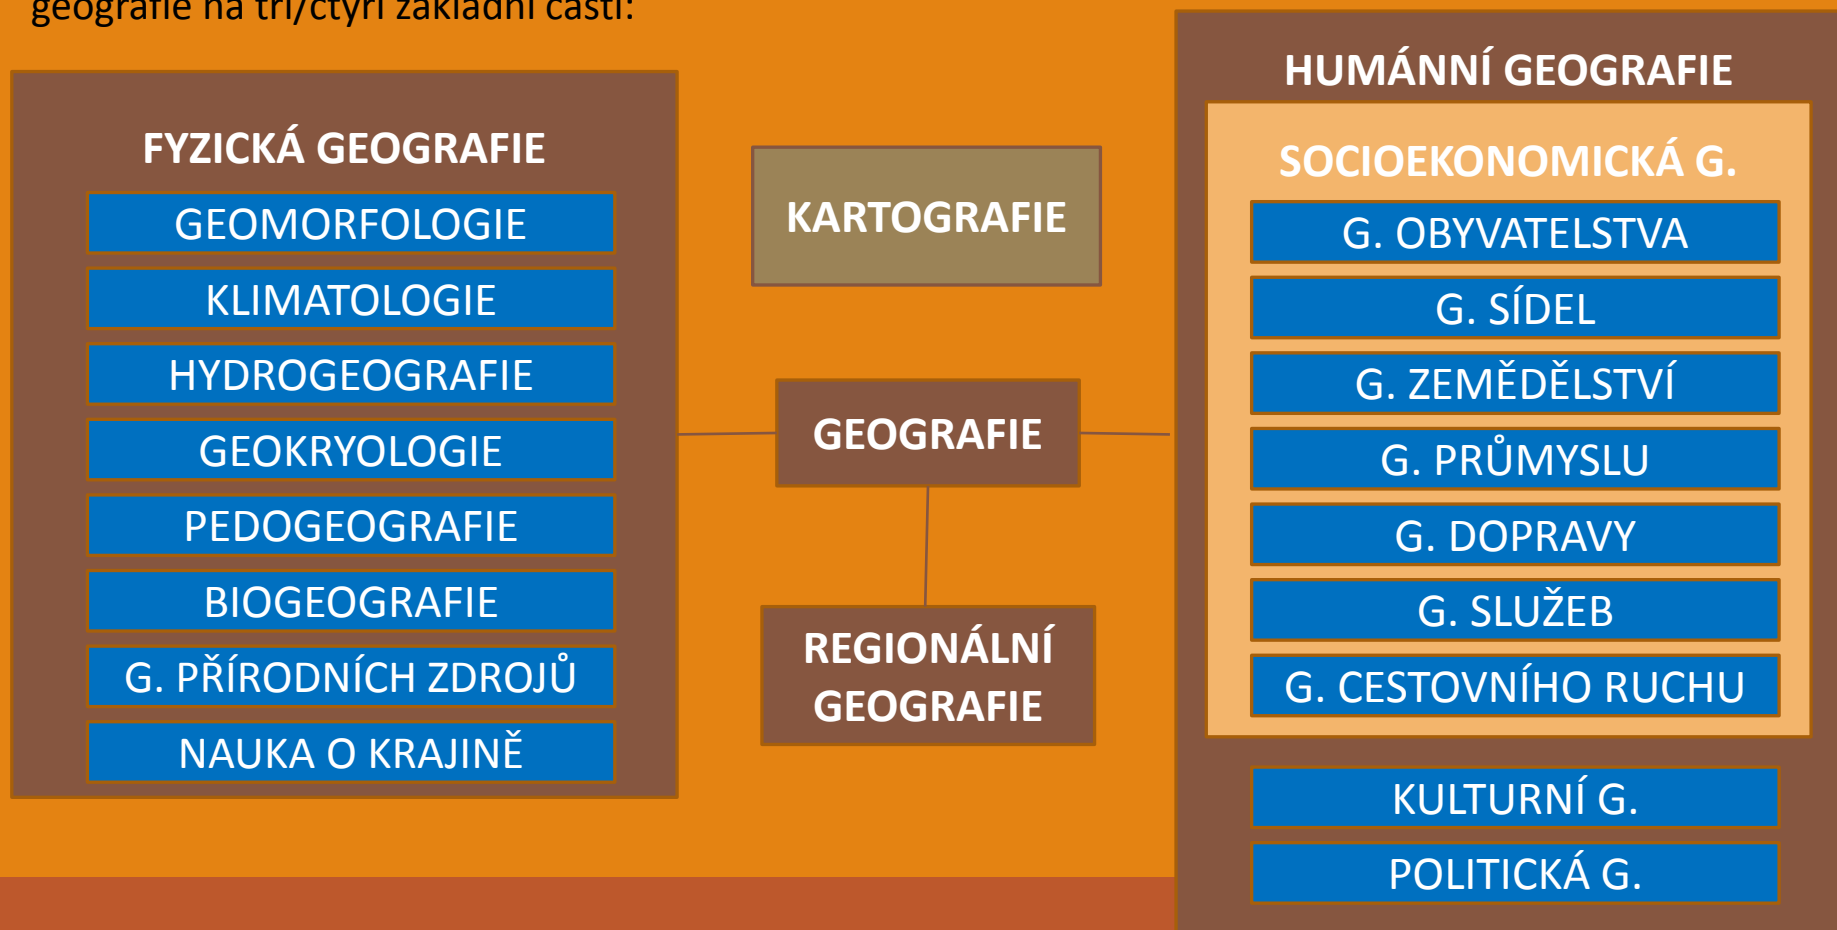 geografie na tři/čtyři základní části:
FYZICKÁ GEOGRAFIE
GEOMORFOLOGIE
KLIMATOLOGIE
HYDROGEOGRAFIE
GEOKRYOLOGIE
PEDOGEOGRAFIE
BIOGEOGRAFIE
G. PŘÍRODNÍCH ZDROJŮ
NAUKA O KRAJINĚ
KARTOGRAFIE
GEOGRAFIE
REGIONÁLNÍ
GEOGRAFIE
HUMÁNNÍ GEOGRAFIE
SOCIOEKONOMICKÁ G.
G. OBYVATELSTVA
G. SÍDEL
G. ZEMĚDĚLSTVÍ
G. PRŮMYSLU
G. DOPRAVY
G. SLUŽEB
G. CESTOVNÍHO RUCHU
KULTURNÍ G.
POLITICKÁ G.